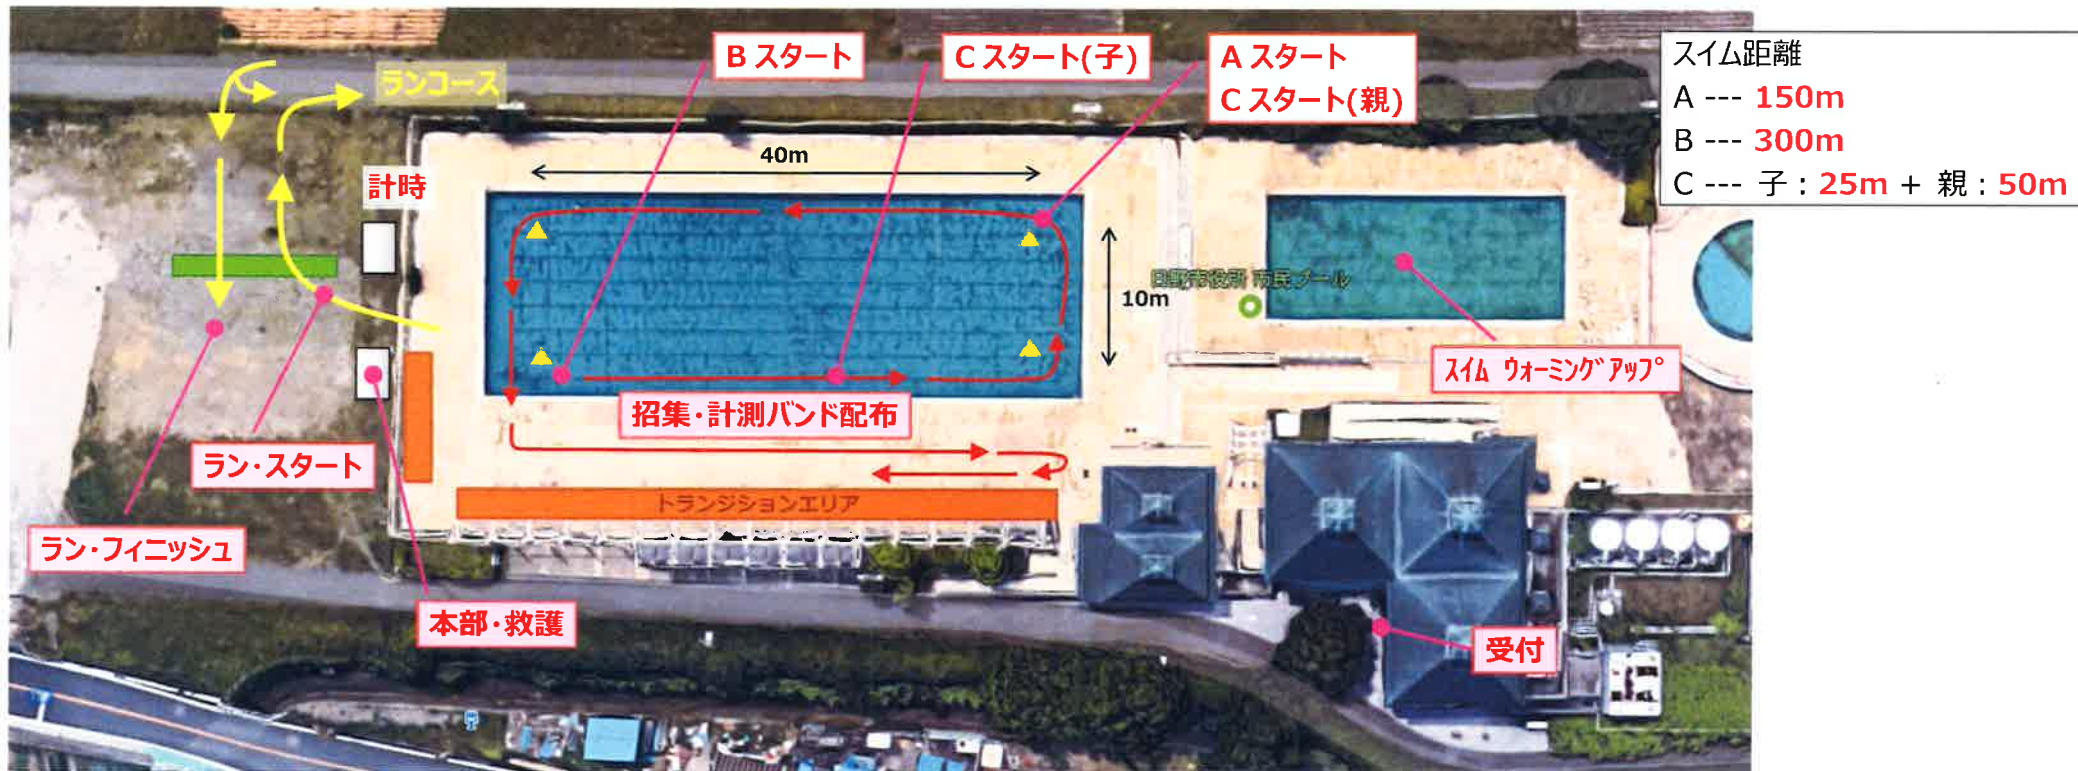 スイム距離
A --- 150m
B --- 300m
C --- 子：25m + 親：50m
B スタート
C スタート(子)
A スタート
C スタート(親)
ランコース
計時
40m
10m
日野市役所 市民プール
スイム ウォーミングアップ
招集・計測バンド配布
ラン・スタート
トランジションエリア
ラン・フィニッシュ
本部・救護
受付